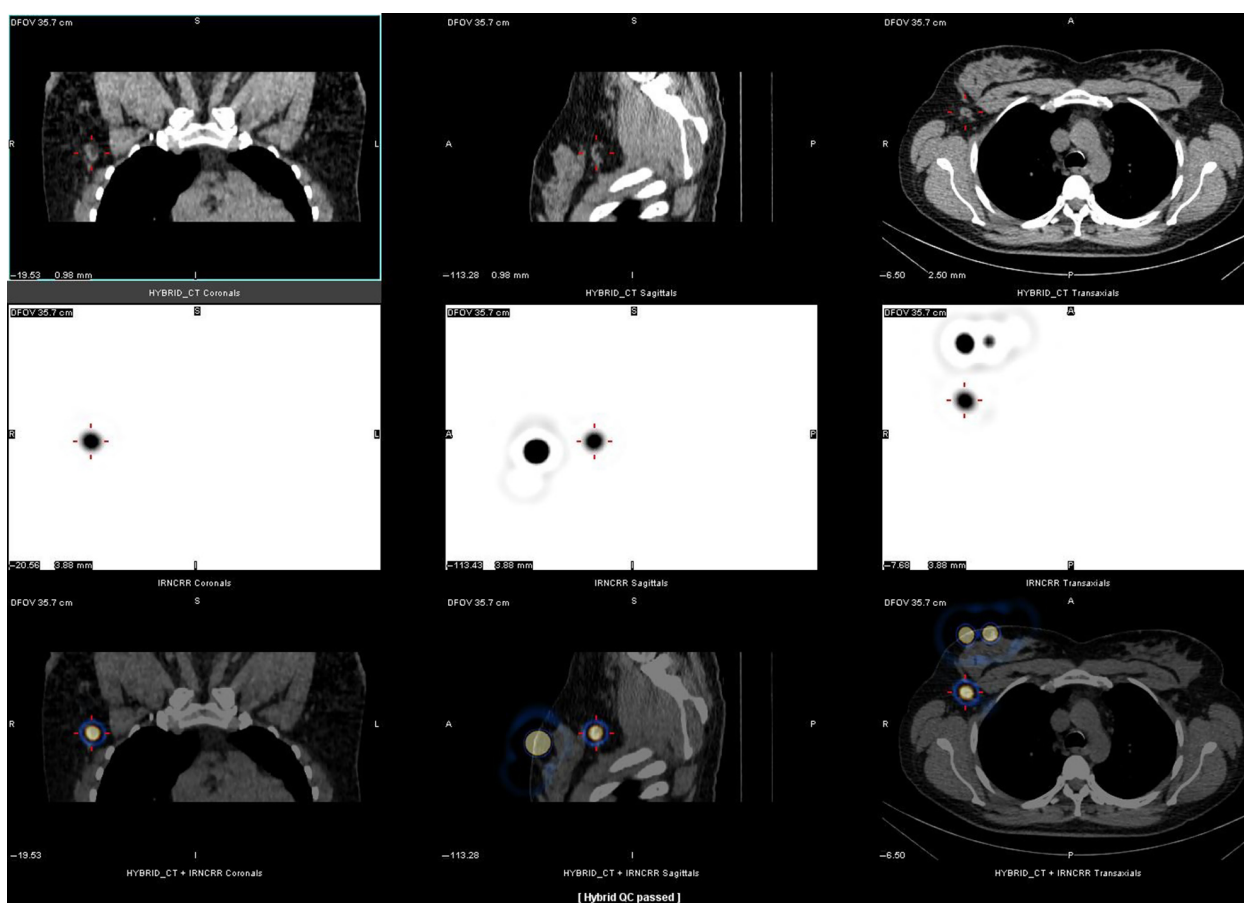 DFOV 35.7 cm
S
R
L
−19.53 0.98 mm
I
HYBRID_CT Coronals
DFOV 35.7 cm
S
A
P
−113.28 0.98 mm
I
HYBRID_CT Sagittals
DFOV 35.7 cm
A
R
−6.50 2.50 mm
P
HYBRID_CT Transaxials
DFOV 35.7 cm
S
R
L
−20.56 3.88 mm
I
IRNCRR Coronals
DFOV 35.7 cm
S
A
P
−113.43 3.88 mm
I
IRNCRR Sagittals
DFOV 35.7 cm
A
R
−7.68 3.88 mm
P
IRNCRR Transaxials
DFOV 35.7 cm
S
R
L
−19.53
I
HYBRID_CT + IRNCRR Coronals
DFOV 35.7 cm
S
A
P
−113.28
I
HYBRID_CT + IRNCRR Sagittals
DFOV 35.7 cm
A
R
−6.50
P
HYBRID_CT + IRNCRR Transaxials
[ Hybrid QC passed ]